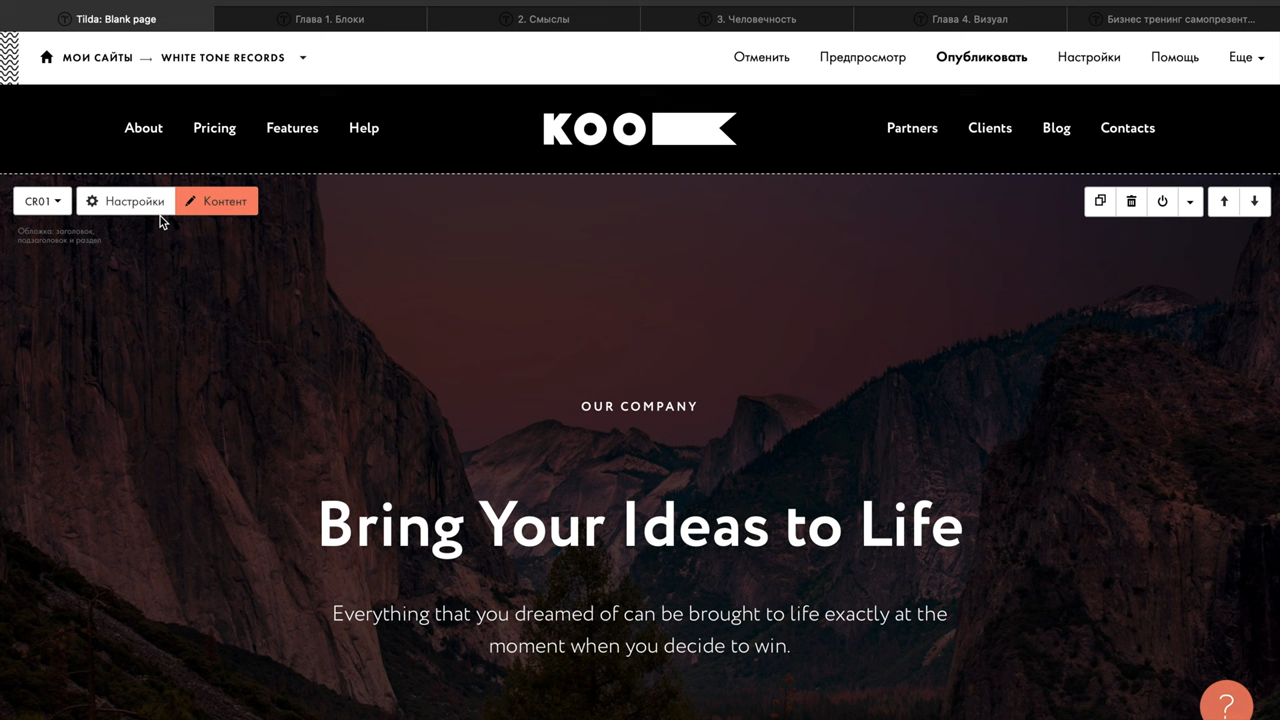 Tilda: Blank page
Глава 1. Блоки
2. Смыслы
3. Человечность
Глава 4. Визуал
Бизнес тренинг самопрезент...
МОИ САЙТЫ → WHITE TONE RECORDS
Отменить
Предпросмотр
Опубликовать
Настройки
Помощь
Еще
About
Pricing
Features
Help
KOO
Partners
Clients
Blog
Contacts
CR01
Настройки
Контент
Обложка: заголовок,
подзаголовок и раздел
OUR COMPANY
Bring Your Ideas to Life
Everything that you dreamed of can be brought to life exactly at the
moment when you decide to win.
?